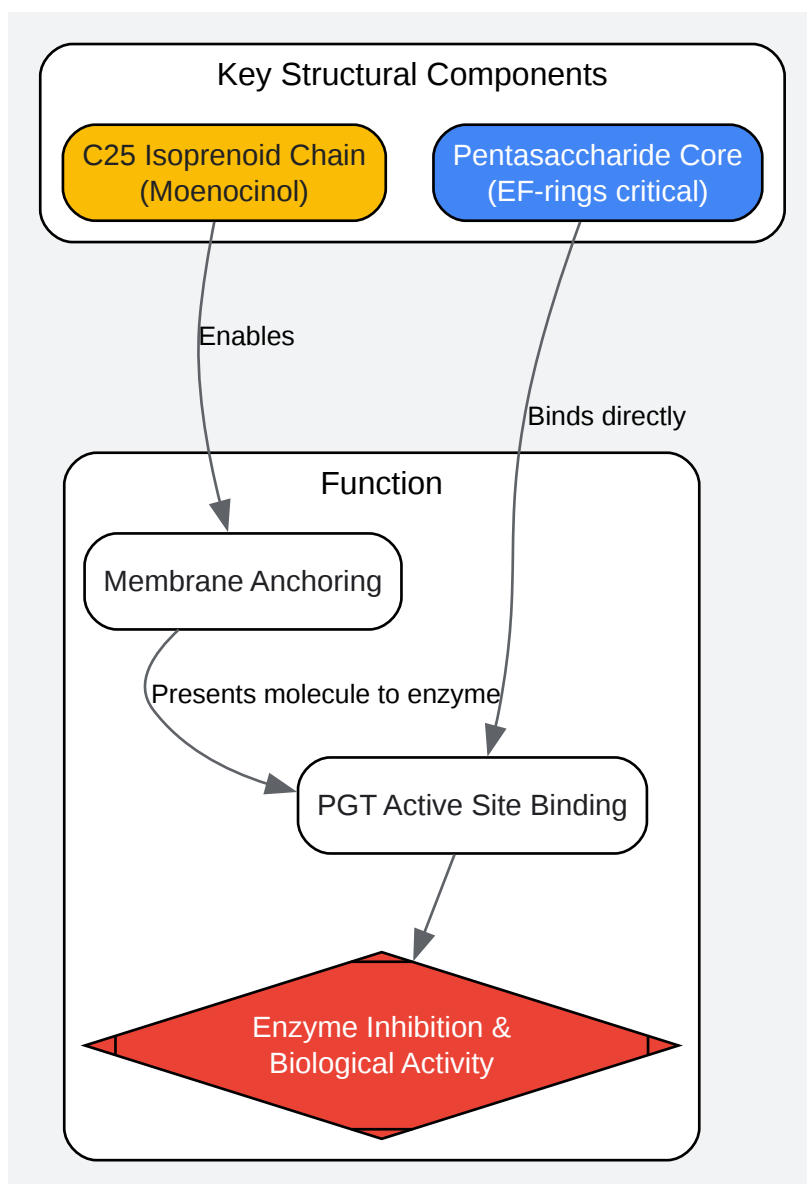 Key Structural Components
C25 Isoprenoid Chain
(Moenocinol)
Pentasaccharide Core
(EF-rings critical)
Enables
Binds directly
Function
Membrane Anchoring
Presents molecule to enzyme
PGT Active Site Binding
Enzyme Inhibition &
Biological Activity